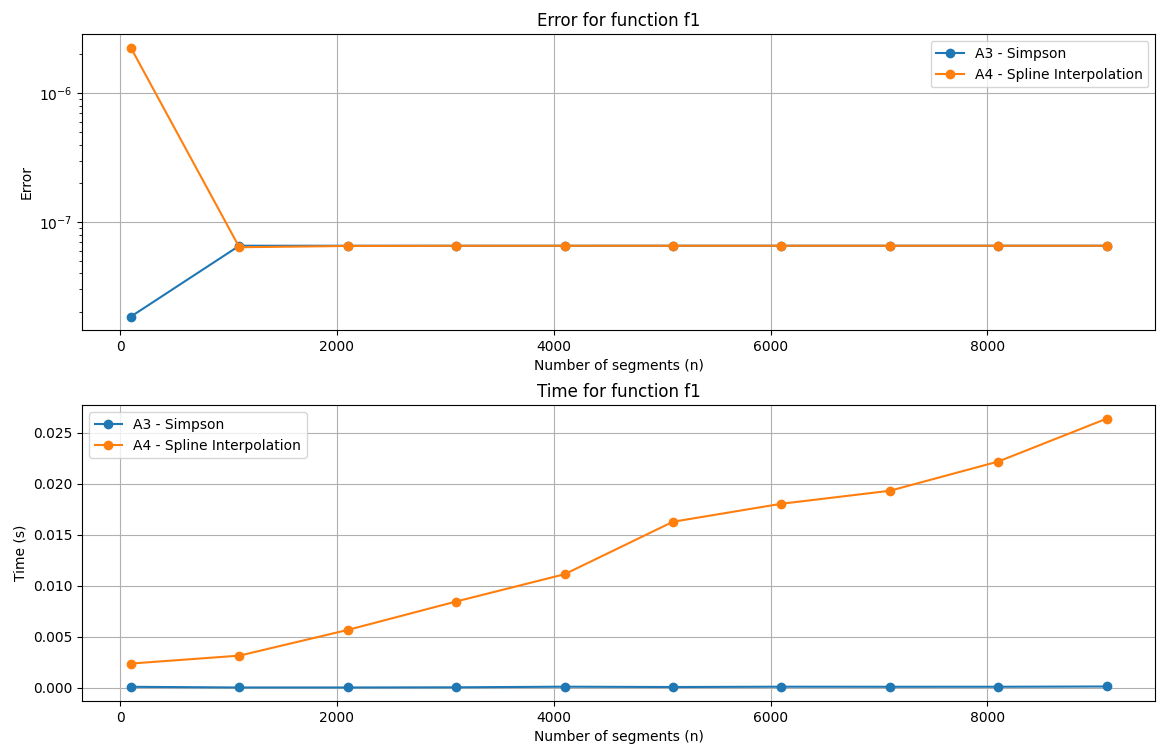 Error for function f1
A3 - Simpson
A4 - Spline Interpolation
10⁻⁶
10⁻⁷
Error
0 2000 4000 6000 8000
Number of segments (n)
Time for function f1
A3 - Simpson
A4 - Spline Interpolation
0.025
0.020
0.015
0.010
0.005
0.000
Time (s)
0 2000 4000 6000 8000
Number of segments (n)